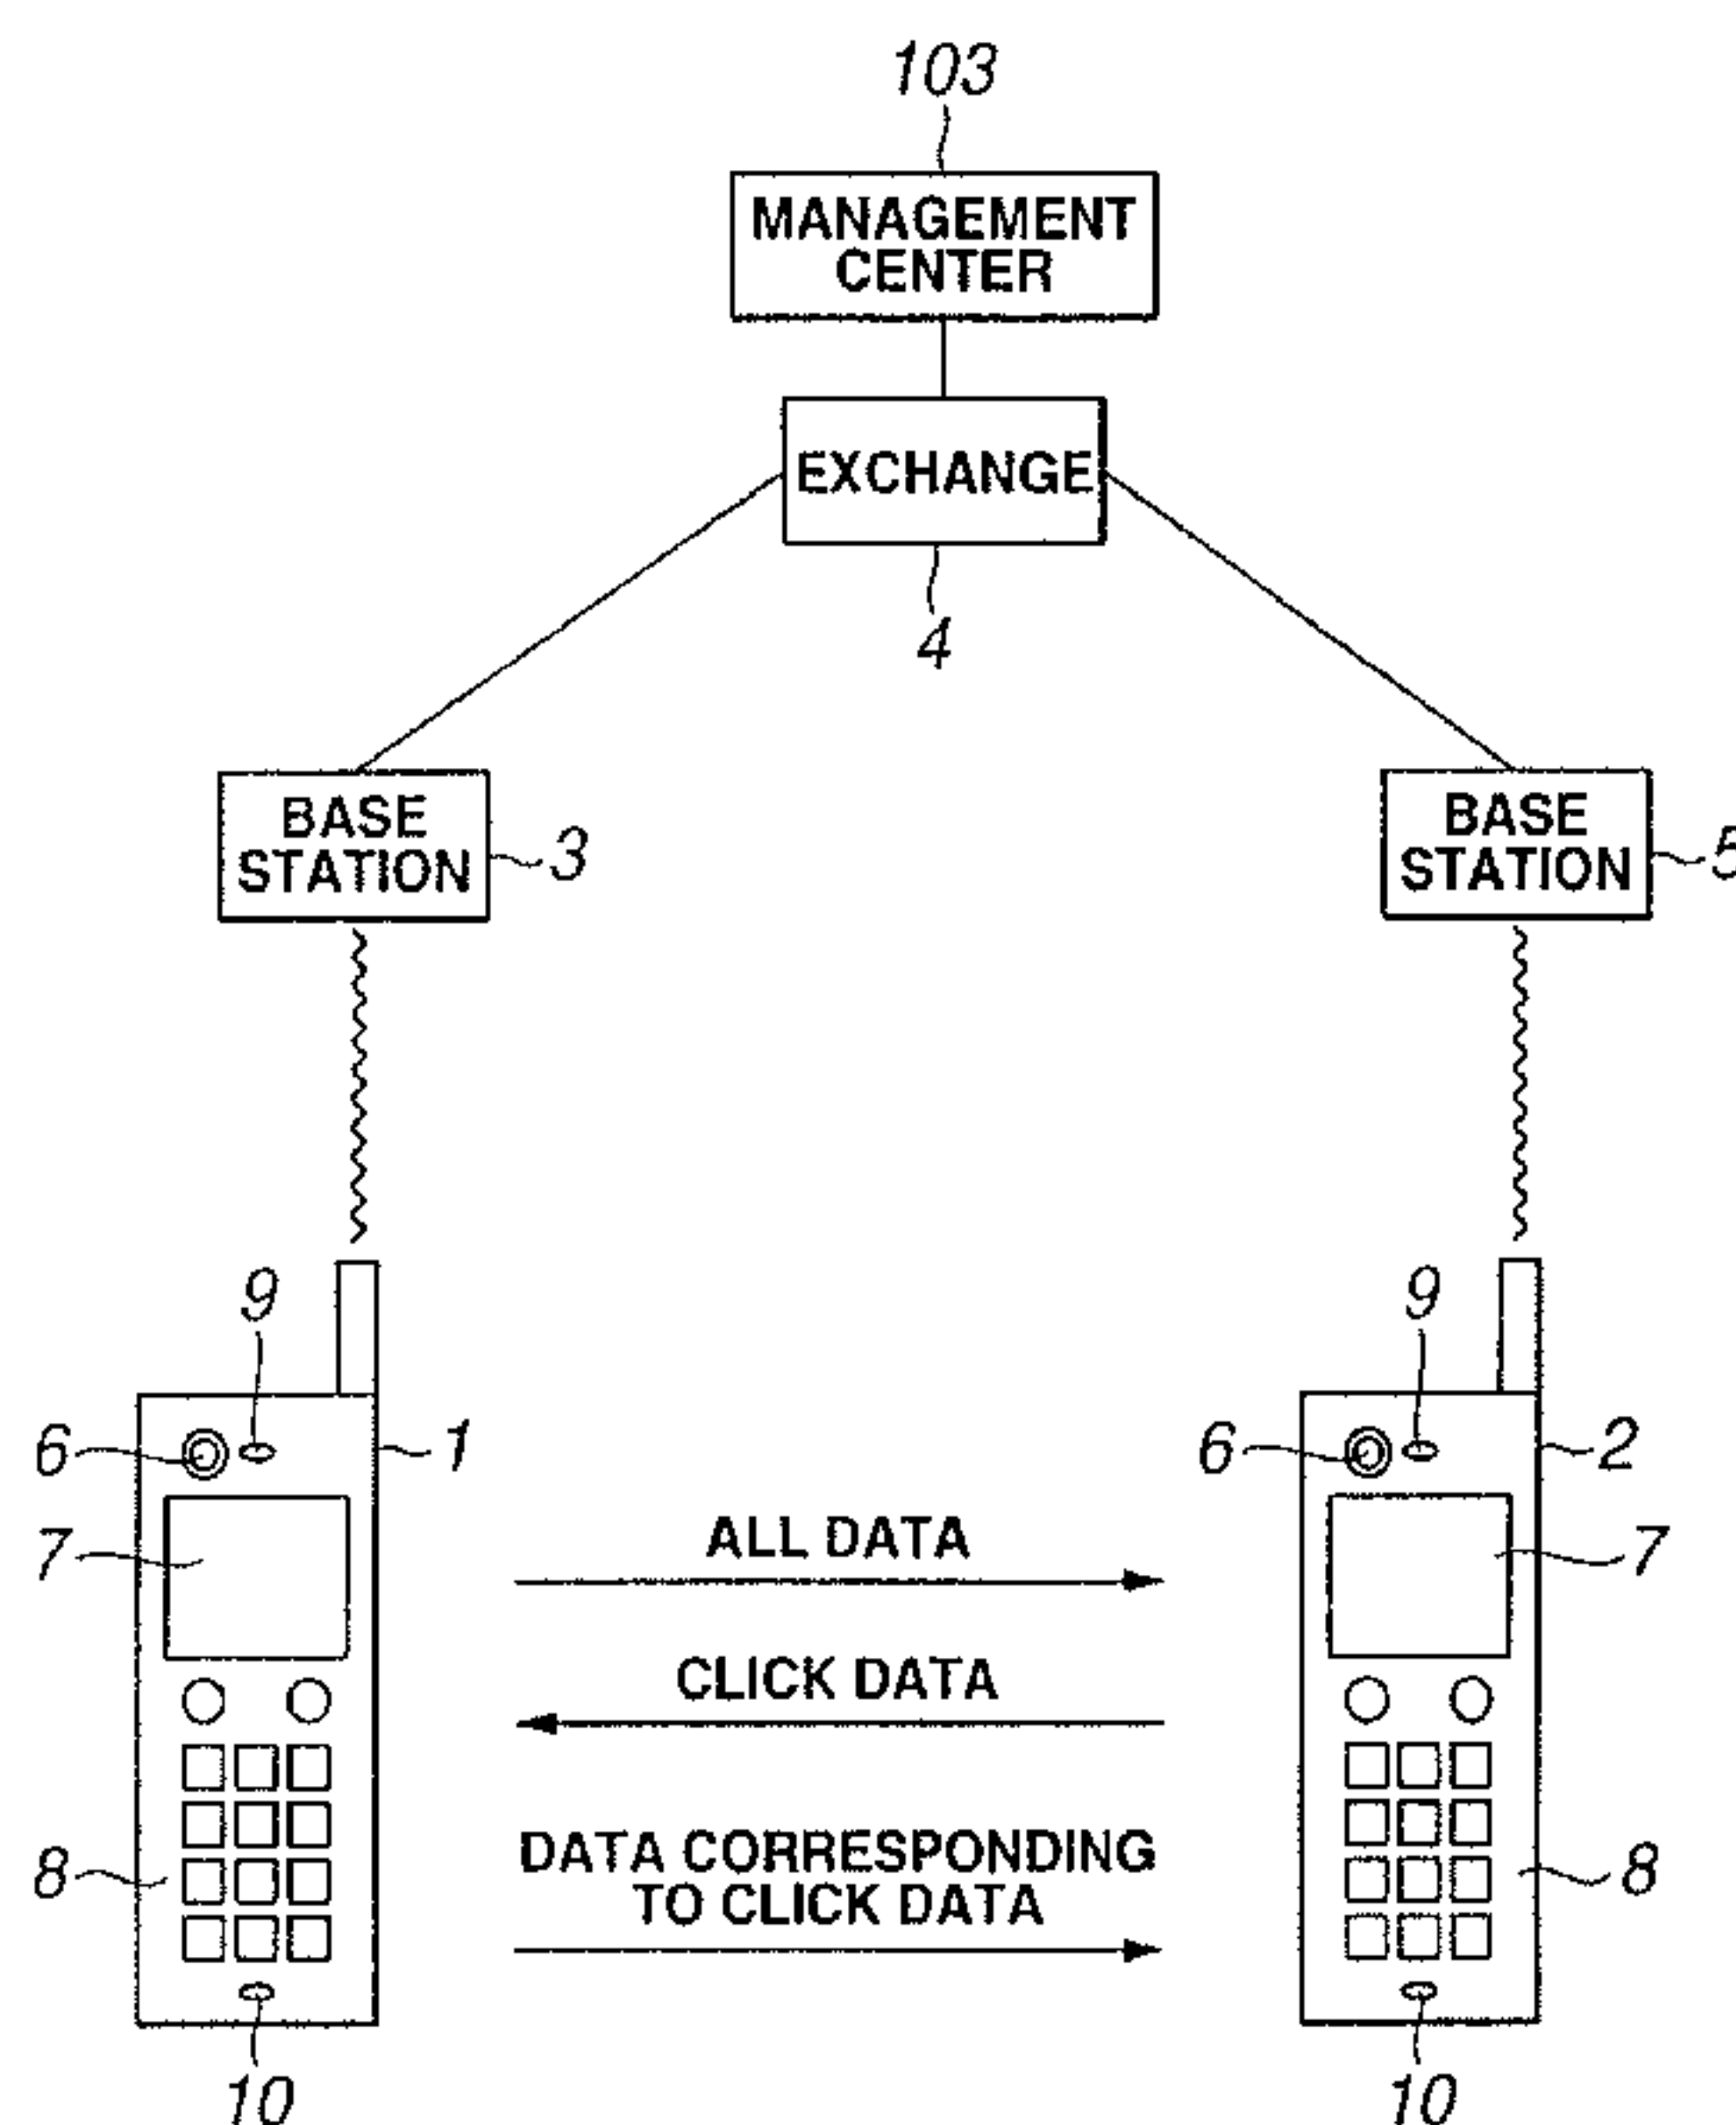 103
MANAGEMENT
CENTER
EXCHANGE
4
BASE
STATION
3
BASE
STATION
5
9
9
6
1
6
2
7
ALL DATA
7
CLICK DATA
8
DATA CORRESPONDING
TO CLICK DATA
8
10
10